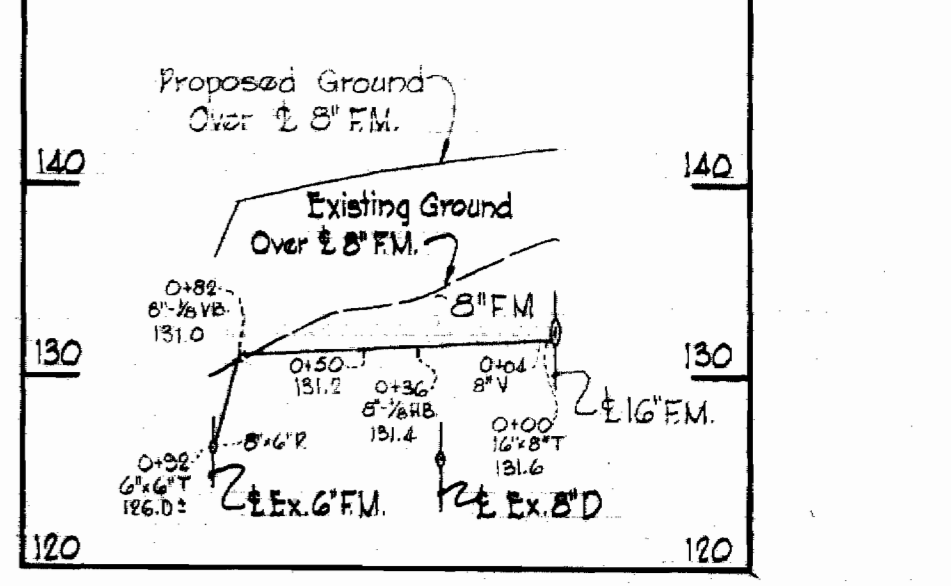 Proposed Ground
Over ℄ 8" F.M.
140
140
Existing Ground
Over ℄ 8" F.M.
0+82
8"-⅛ VB.
131.0
8" F.M
130
130
0+50
131.2
0+36
8"-⅛ HB.
131.4
0+04
8" V
℄ 16" F.M.
0+00
16"x8" T
131.6
8"x6" R.
0+92
6"x6" T
126.0 ±
℄ Ex. 6" F.M.
℄ Ex. 8" D
120
120